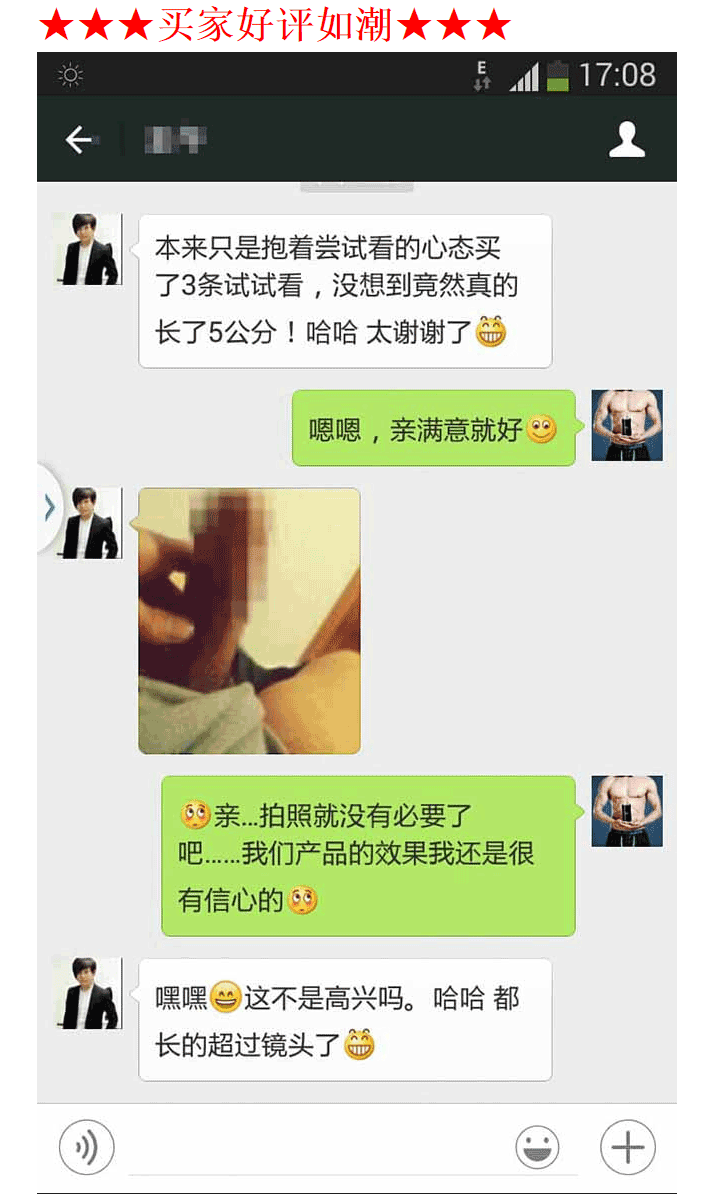 ★★★买家好评如潮★★★
E 17:08
本来只是抱着尝试看的心态买
了3条试试看，没想到竟然真的
长了5公分！哈哈 太谢谢了😁
嗯嗯，亲满意就好🙂
🙄亲...拍照就没有必要了
吧......我们产品的效果我还是很
有信心的🙄
嘿嘿😄这不是高兴吗。哈哈 都
长的超过镜头了😁